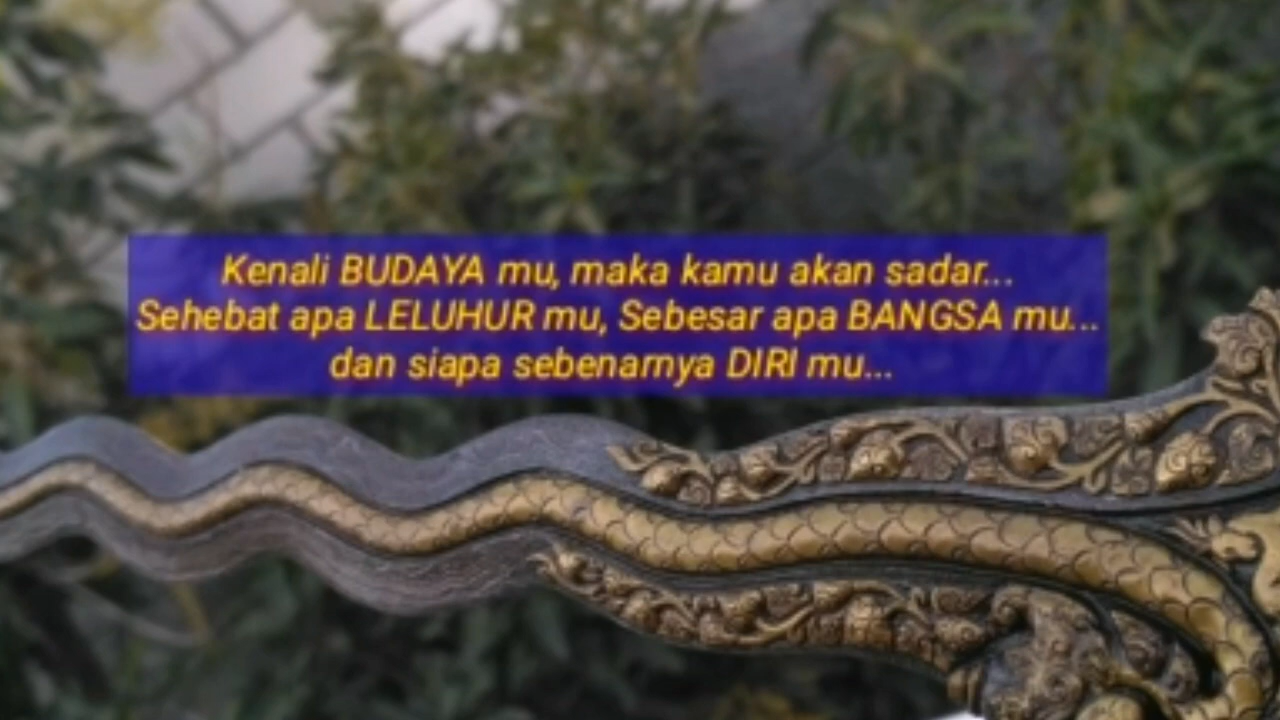 Kenali BUDAYA mu, maka kamu akan sadar...
Sehebat apa LELUHUR mu, Sebesar apa BANGSA mu...
dan siapa sebenarnya DIRI mu...